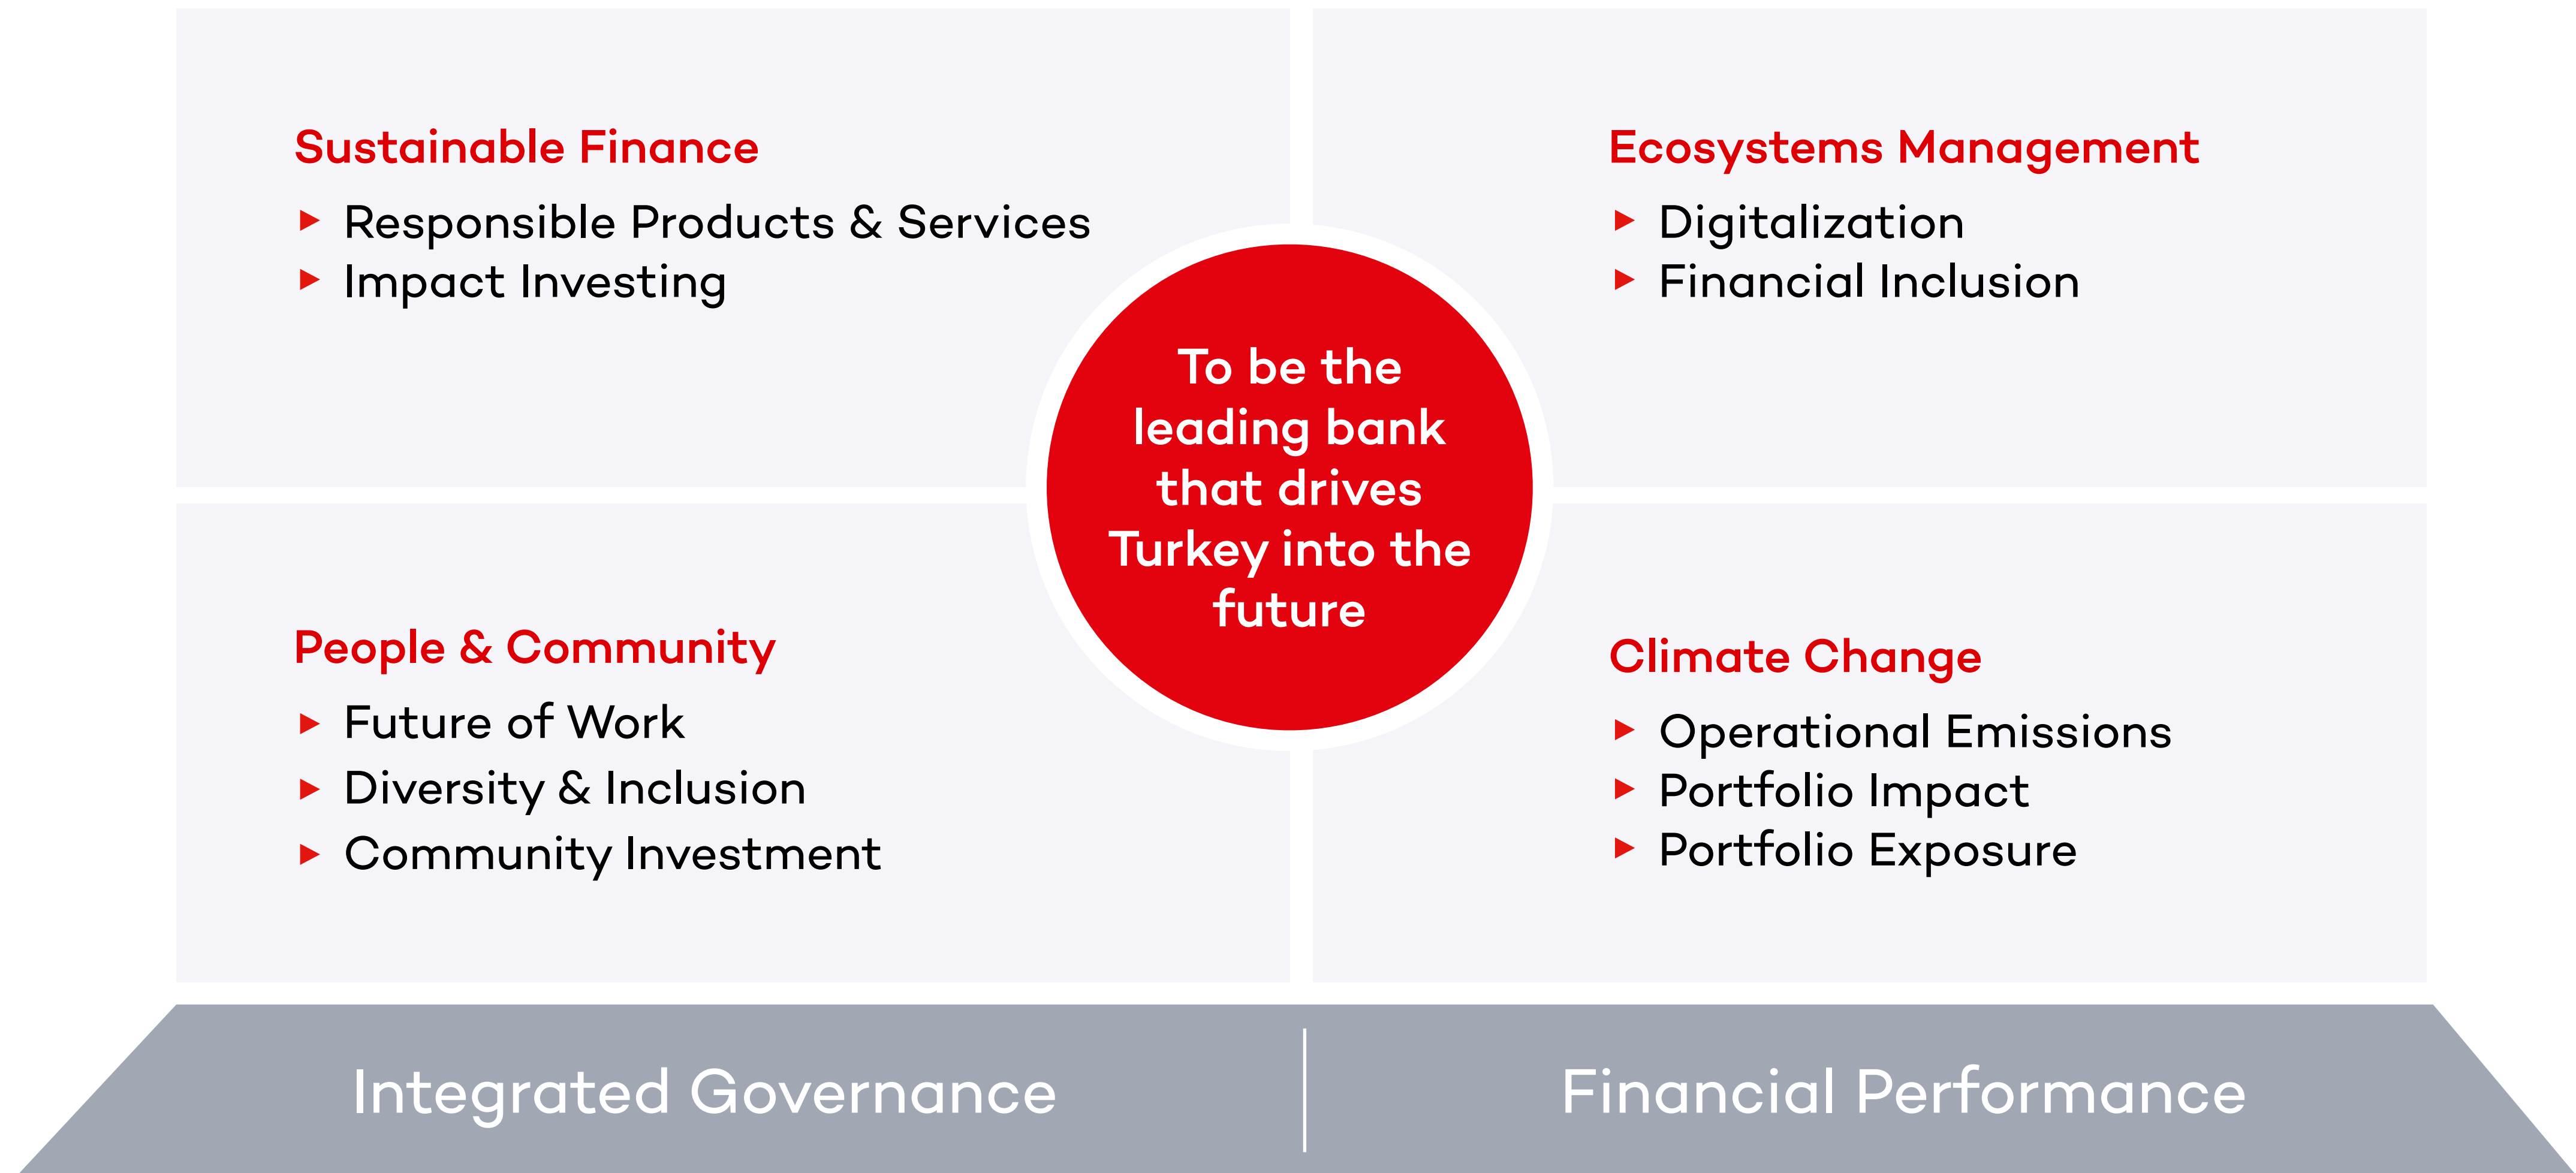 Sustainable Finance
Responsible Products & Services
Impact Investing
Ecosystems Management
Digitalization
Financial Inclusion
To be the
leading bank
that drives
Turkey into the
future
People & Community
Future of Work
Diversity & Inclusion
Community Investment
Climate Change
Operational Emissions
Portfolio Impact
Portfolio Exposure
Integrated Governance
Financial Performance